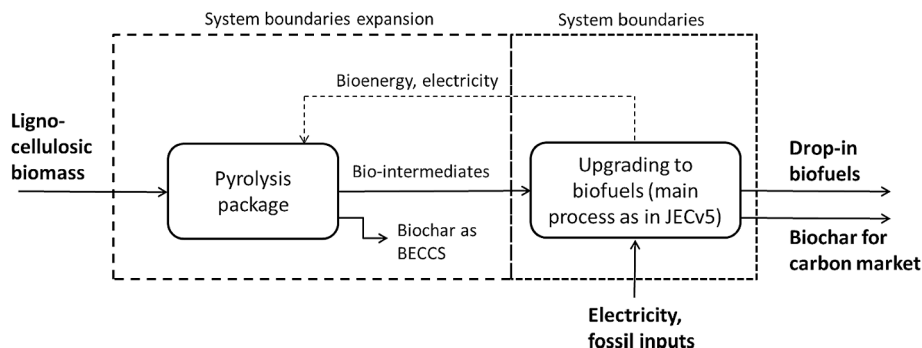 System boundaries expansion
System boundaries
Bioenergy, electricity
Ligno-
cellulosic
biomass
Pyrolysis
package
Bio-intermediates
Biochar as
BECCS
Upgrading to
biofuels (main
process as in JECv5)
Drop-in
biofuels
Biochar for
carbon market
Electricity,
fossil inputs